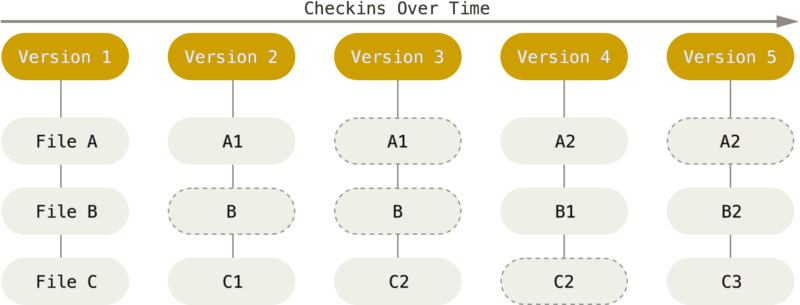 Checkins Over Time
Version 1 Version 2 Version 3 Version 4 Version 5
File A A1 A1 A2 A2
File B B B B1 B2
File C C1 C2 C2 C3